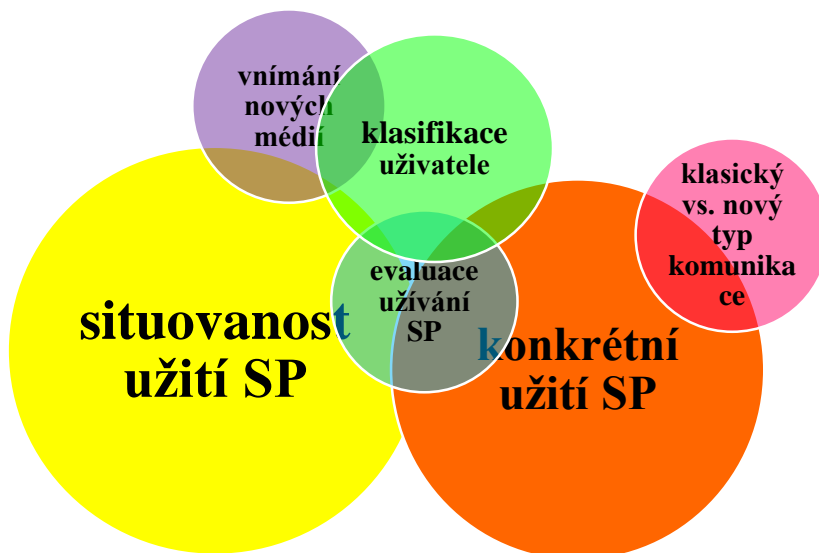 vnímání
nových
médií
klasifikace
uživatele
klasický
vs. nový
typ
komunika
ce
evaluace
užívání
SP
situovanost
užití SP
konkrétní
užití SP